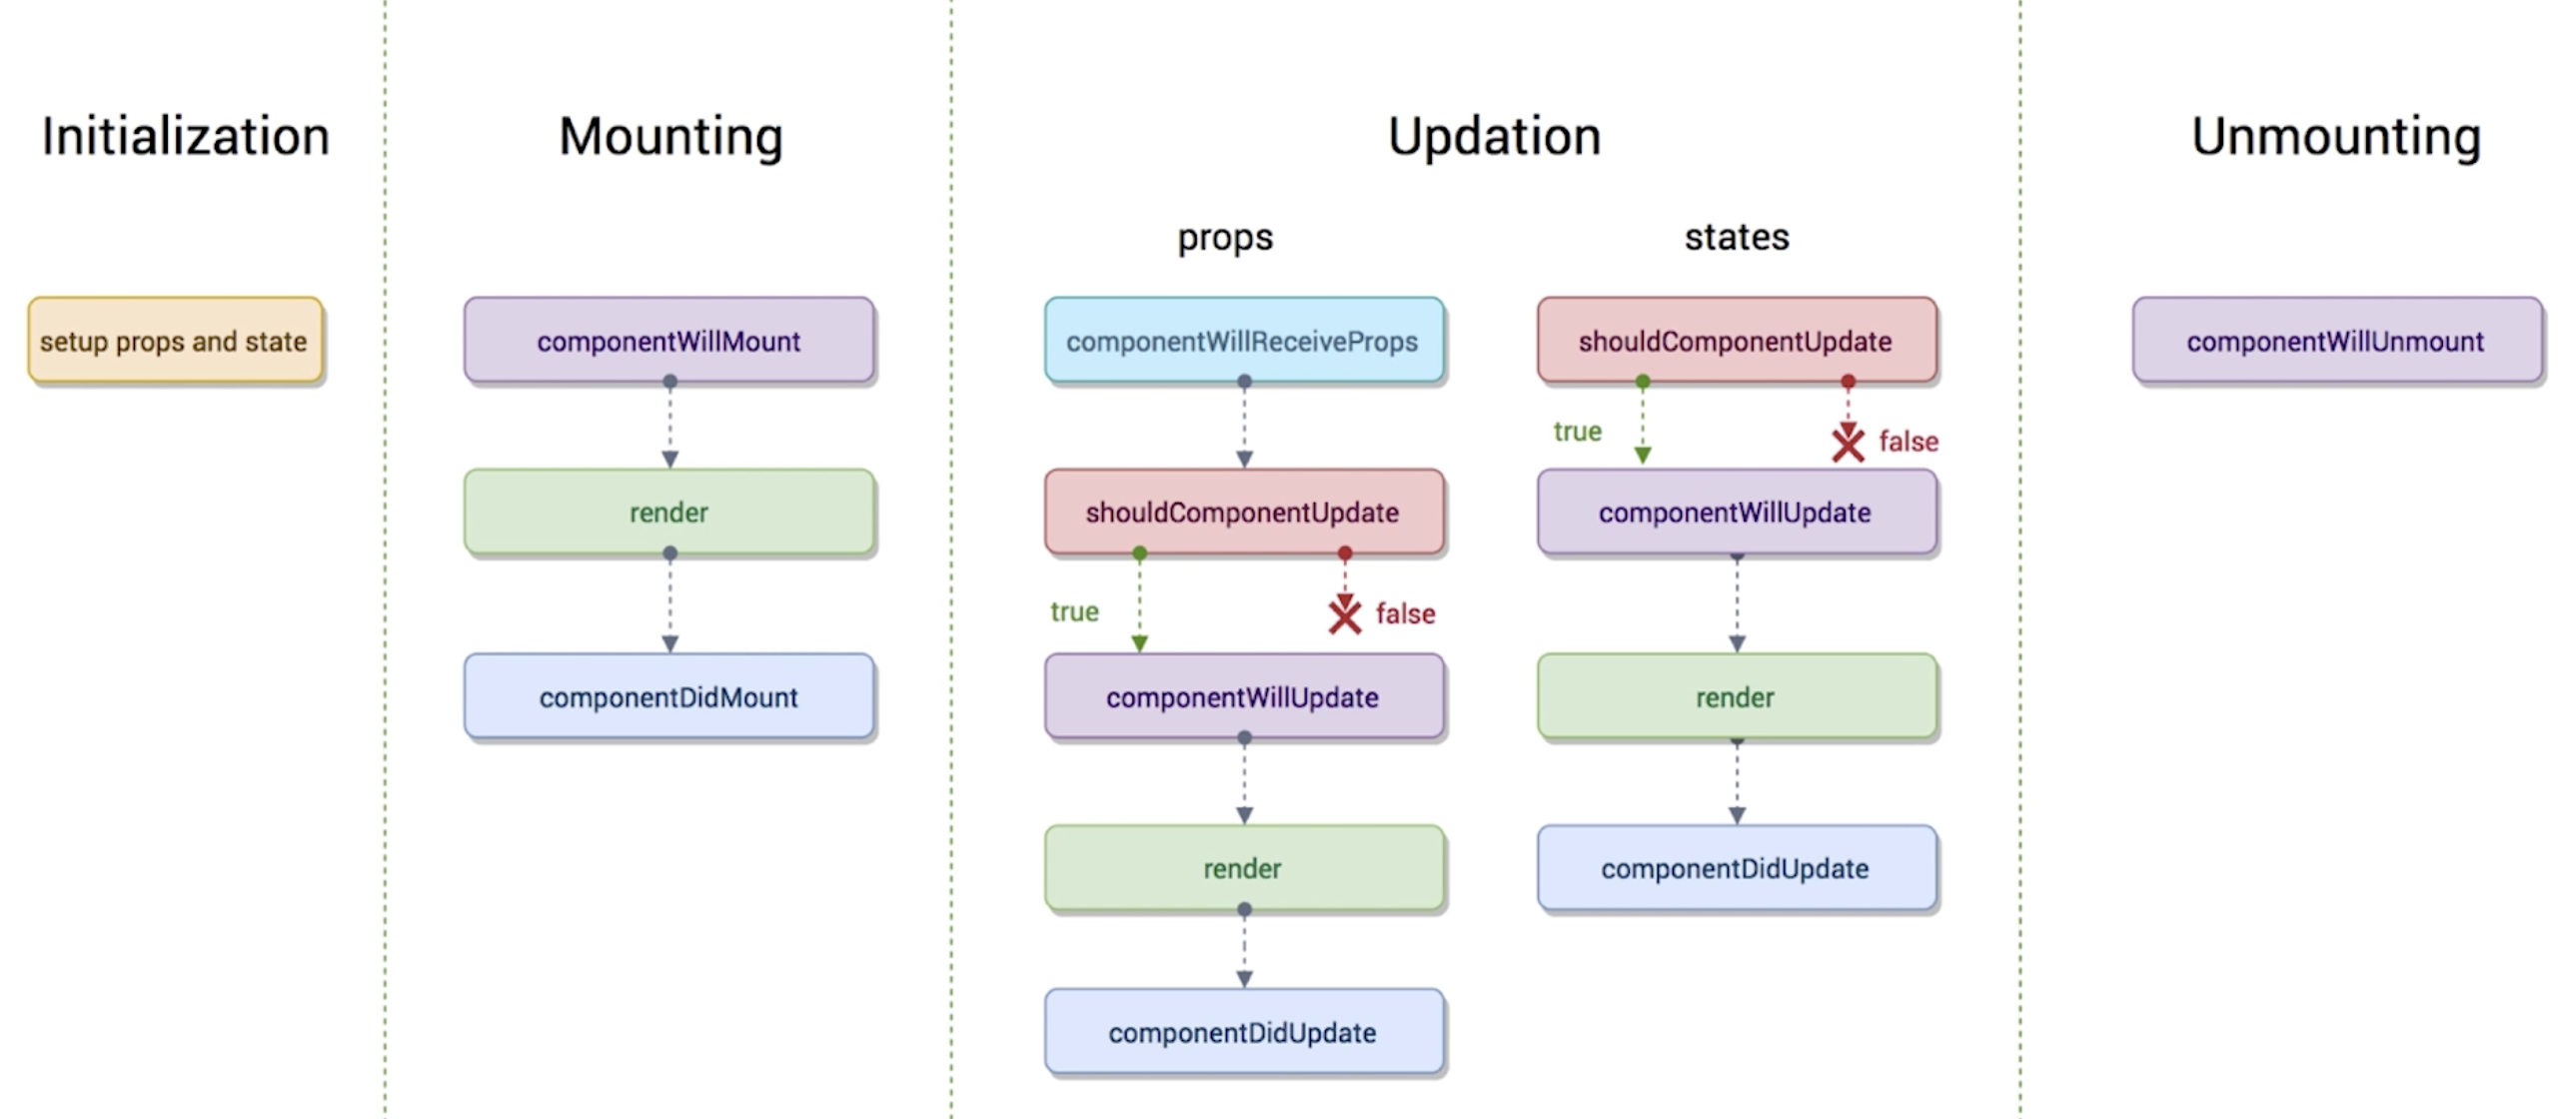 Initialization
setup props and state
Mounting
componentWillMount
render
componentDidMount
Updation
props
componentWillReceiveProps
shouldComponentUpdate
true
false
componentWillUpdate
render
componentDidUpdate
states
shouldComponentUpdate
true
false
componentWillUpdate
render
componentDidUpdate
Unmounting
componentWillUnmount